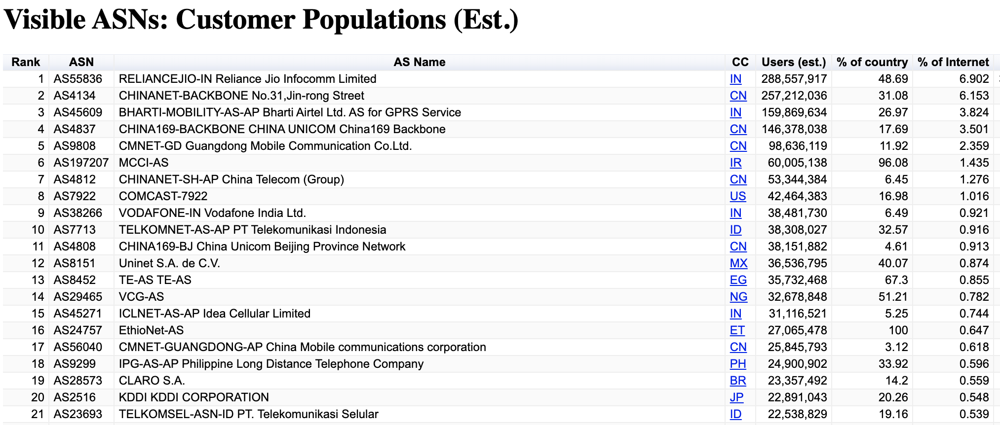 Visible ASNs: Customer Populations (Est.)
Rank ASN AS Name CC Users (est.) % of country % of Internet
1 AS55836 RELIANCEJIO-IN Reliance Jio Infocomm Limited IN 288,557,917 48.69 6.902
2 AS4134 CHINANET-BACKBONE No.31,Jin-rong Street CN 257,212,036 31.08 6.153
3 AS45609 BHARTI-MOBILITY-AS-AP Bharti Airtel Ltd. AS for GPRS Service IN 159,869,634 26.97 3.824
4 AS4837 CHINA169-BACKBONE CHINA UNICOM China169 Backbone CN 146,378,038 17.69 3.501
5 AS9808 CMNET-GD Guangdong Mobile Communication Co.Ltd. CN 98,636,119 11.92 2.359
6 AS197207 MCCI-AS IR 60,005,138 96.08 1.435
7 AS4812 CHINANET-SH-AP China Telecom (Group) CN 53,344,384 6.45 1.276
8 AS7922 COMCAST-7922 US 42,464,383 16.98 1.016
9 AS38266 VODAFONE-IN Vodafone India Ltd. IN 38,481,730 6.49 0.921
10 AS7713 TELKOMNET-AS-AP PT Telekomunikasi Indonesia ID 38,308,027 32.57 0.916
11 AS4808 CHINA169-BJ China Unicom Beijing Province Network CN 38,151,882 4.61 0.913
12 AS8151 Uninet S.A. de C.V. MX 36,536,795 40.07 0.874
13 AS8452 TE-AS TE-AS EG 35,732,468 67.3 0.855
14 AS29465 VCG-AS NG 32,678,848 51.21 0.782
15 AS45271 ICLNET-AS-AP Idea Cellular Limited IN 31,116,521 5.25 0.744
16 AS24757 EthioNet-AS ET 27,065,478 100 0.647
17 AS56040 CMNET-GUANGDONG-AP China Mobile communications corporation CN 25,845,793 3.12 0.618
18 AS9299 IPG-AS-AP Philippine Long Distance Telephone Company PH 24,900,902 33.92 0.596
19 AS28573 CLARO S.A. BR 23,357,492 14.2 0.559
20 AS2516 KDDI KDDI CORPORATION JP 22,891,043 20.26 0.548
21 AS23693 TELKOMSEL-ASN-ID PT. Telekomunikasi Selular ID 22,538,829 19.16 0.539